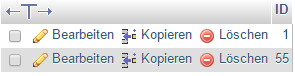 ID
Bearbeiten Kopieren Löschen 1
Bearbeiten Kopieren Löschen 55